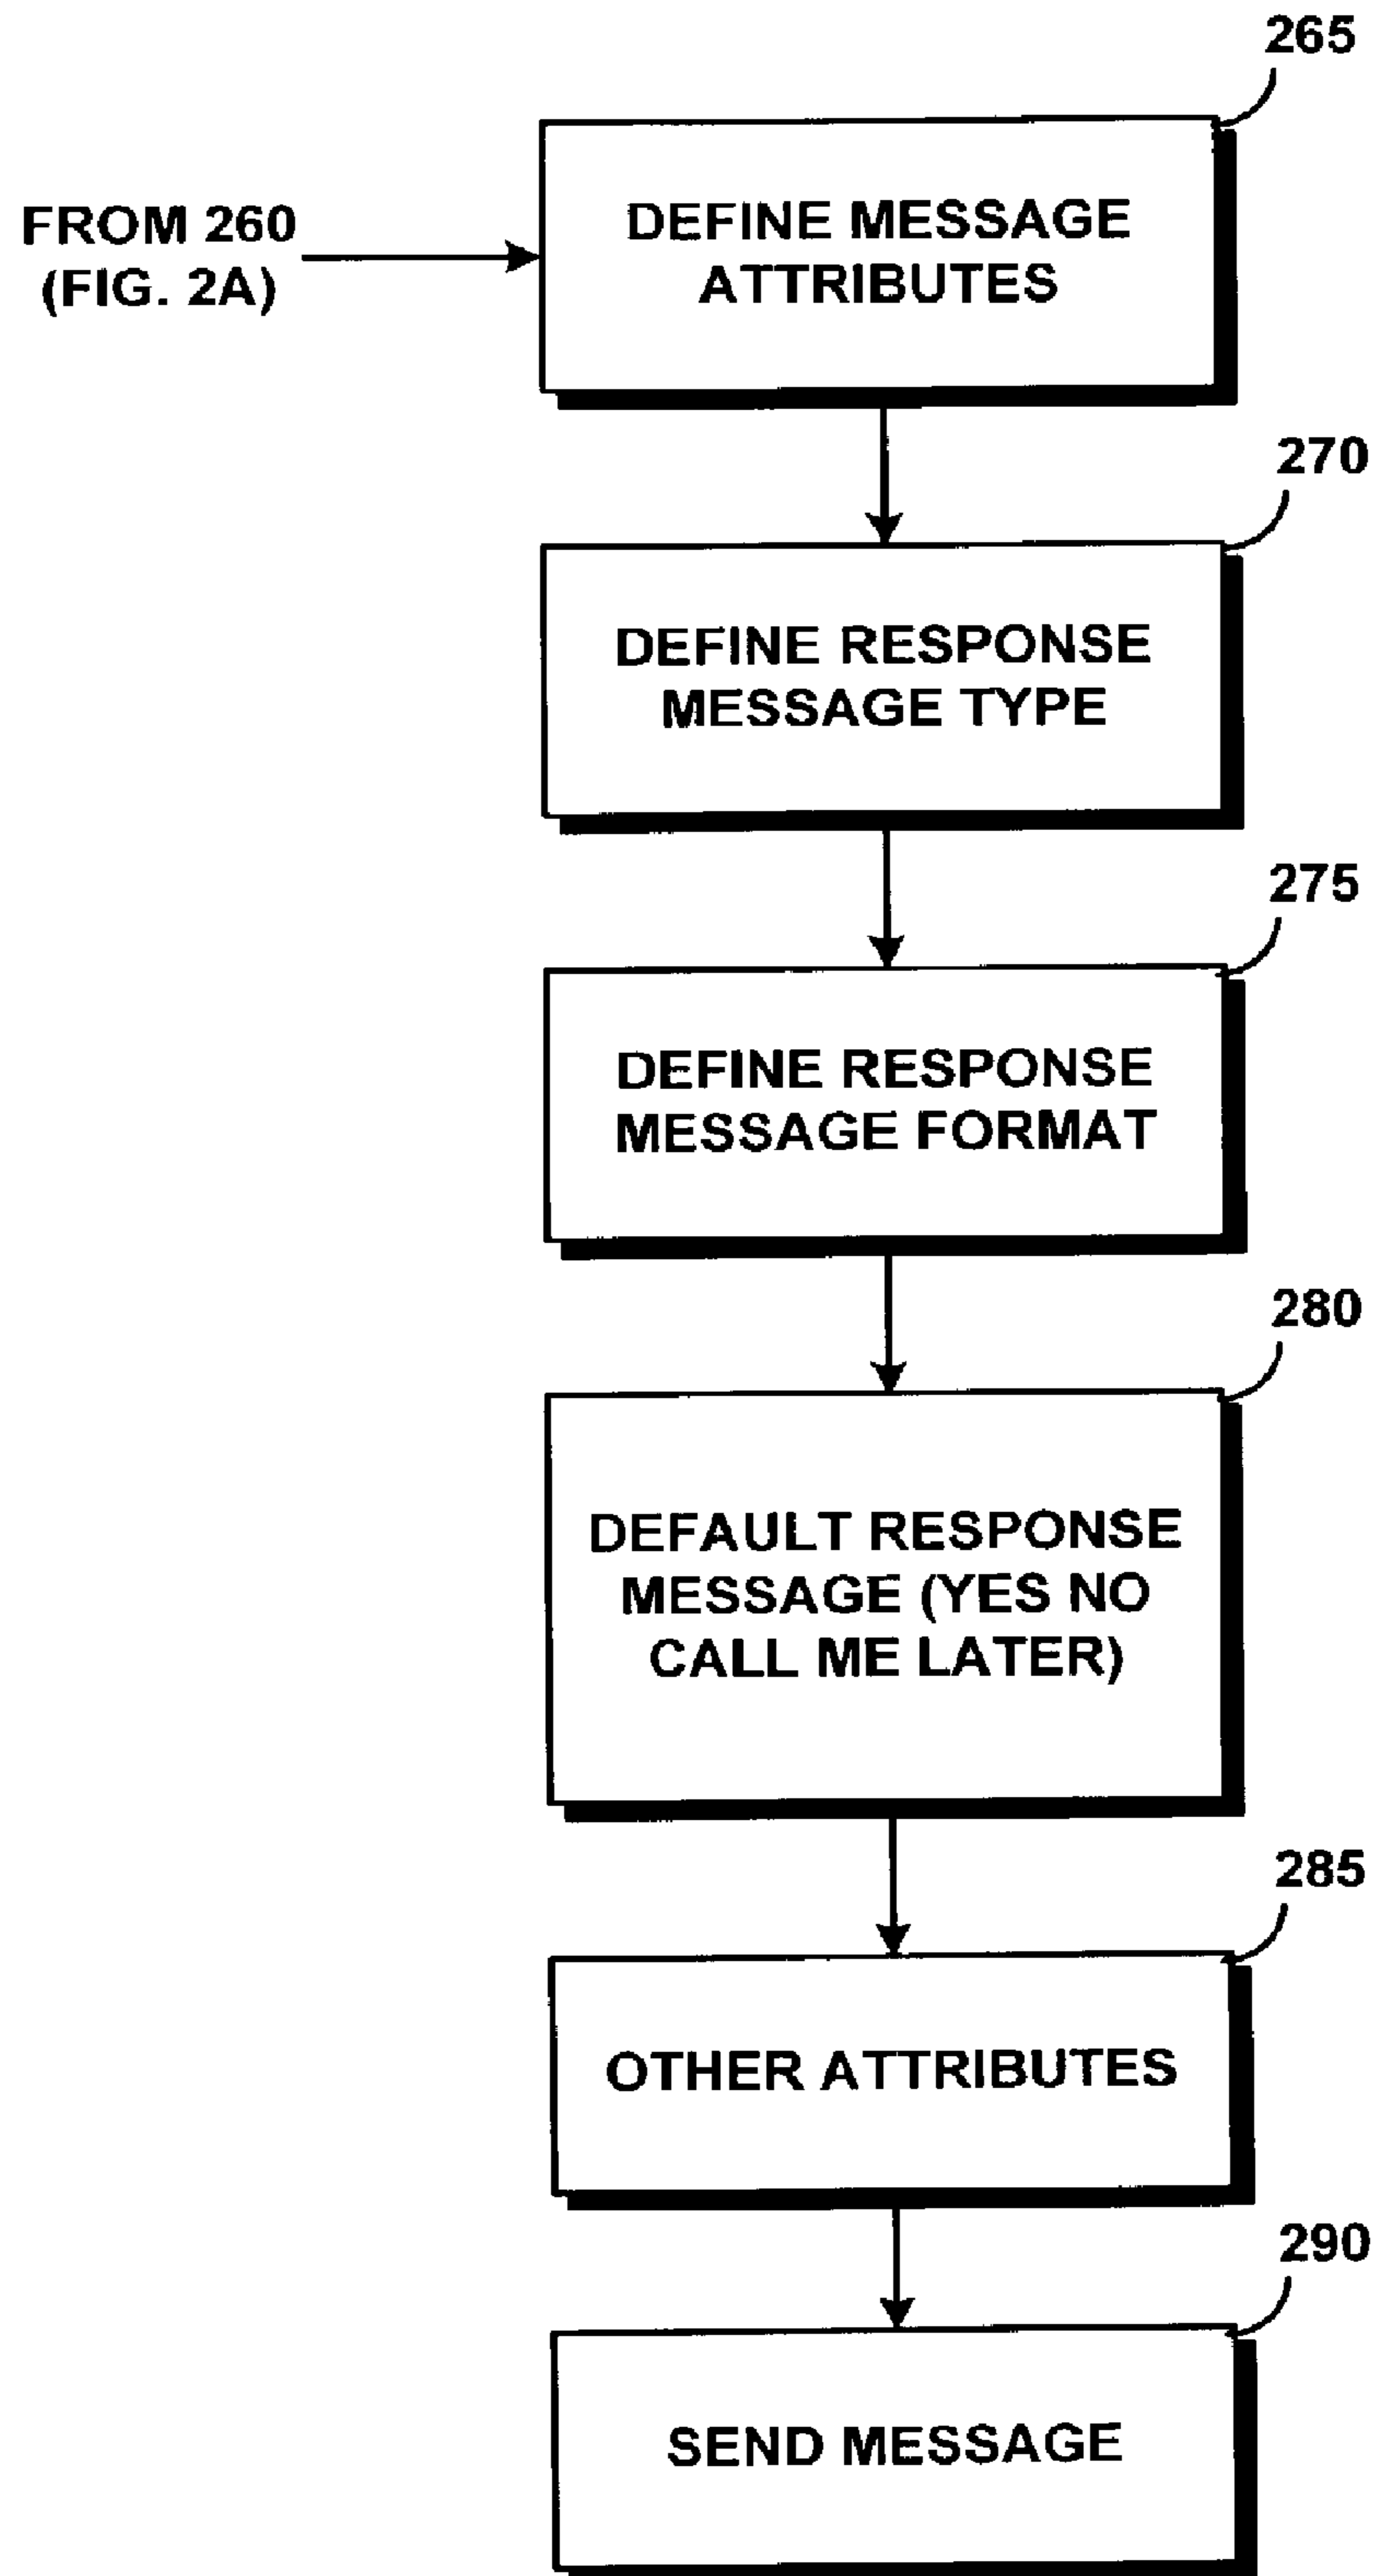 265
FROM 260
(FIG. 2A)
DEFINE MESSAGE
ATTRIBUTES
270
DEFINE RESPONSE
MESSAGE TYPE
275
DEFINE RESPONSE
MESSAGE FORMAT
280
DEFAULT RESPONSE
MESSAGE (YES NO
CALL ME LATER)
285
OTHER ATTRIBUTES
290
SEND MESSAGE